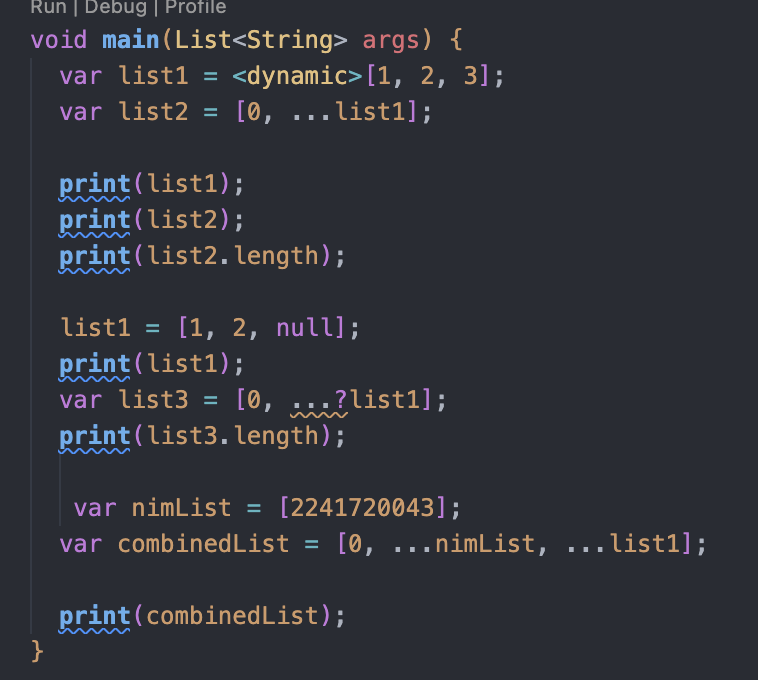 Run | Debug | Profile
void main(List<String> args) {
  var list1 = <dynamic>[1, 2, 3];
  var list2 = [0, ...list1];

  print(list1);
  print(list2);
  print(list2.length);

  list1 = [1, 2, null];
  print(list1);
  var list3 = [0, ...?list1];
  print(list3.length);

   var nimList = [2241720043];
  var combinedList = [0, ...nimList, ...list1];

  print(combinedList);
}